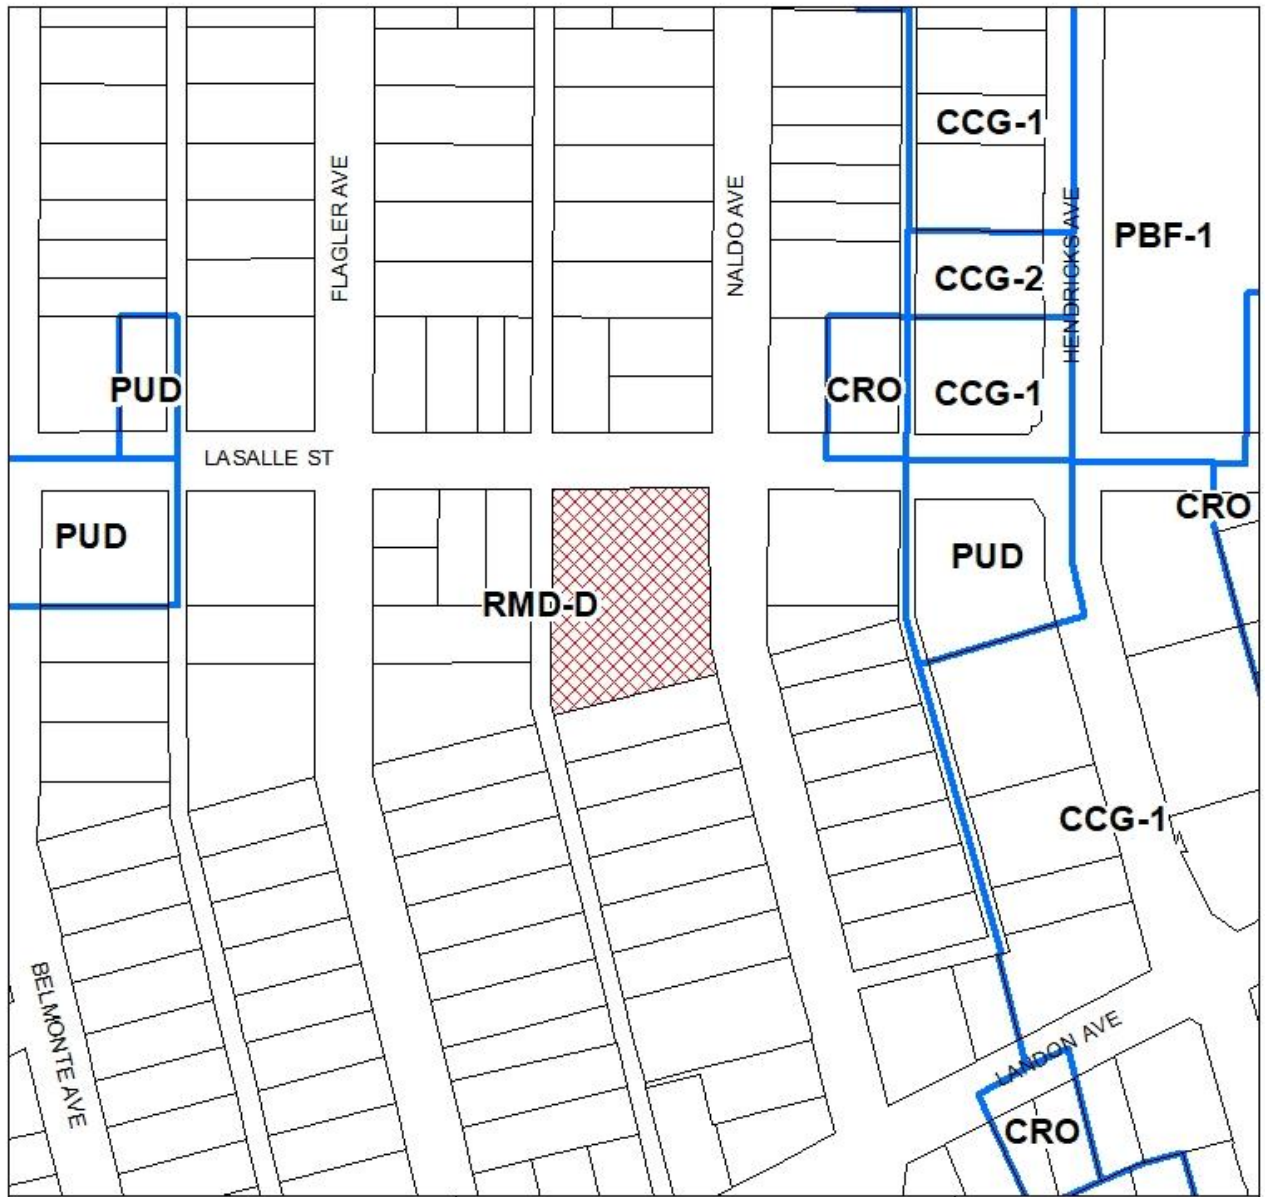 CCG-1
FLAGLER AVE
NALDO AVE
HENDRICKS AVE
PBF-1
CCG-2
PUD
CRO
CCG-1
LASALLE ST
CRO
PUD
PUD
RMD-D
CCG-1
BELMONTE AVE
LANDON AVE
CRO